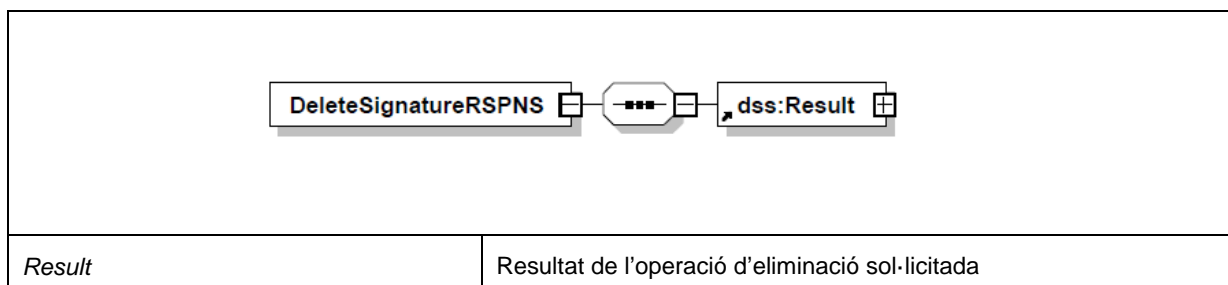 DeleteSignatureRSPNS
dss:Result
Result
Resultat de l’operació d’eliminació sol·licitada